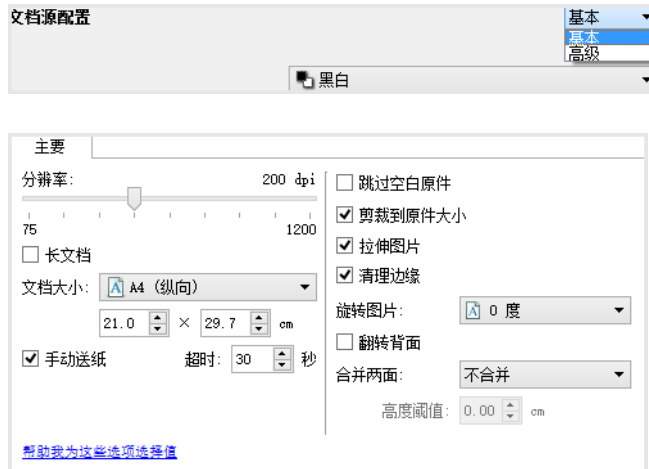 文档源配置
基本
基本
高级
黑白
主要
分辨率: 200 dpi
75 1200
长文档
文档大小: A4 (纵向)
21.0 × 29.7 cm
手动送纸 超时: 30 秒
帮助我为这些选项选择值
跳过空白原件
剪裁到原件大小
拉伸图片
清理边缘
旋转图片: 0 度
翻转背面
合并两面: 不合并
高度阈值: 0.00 cm